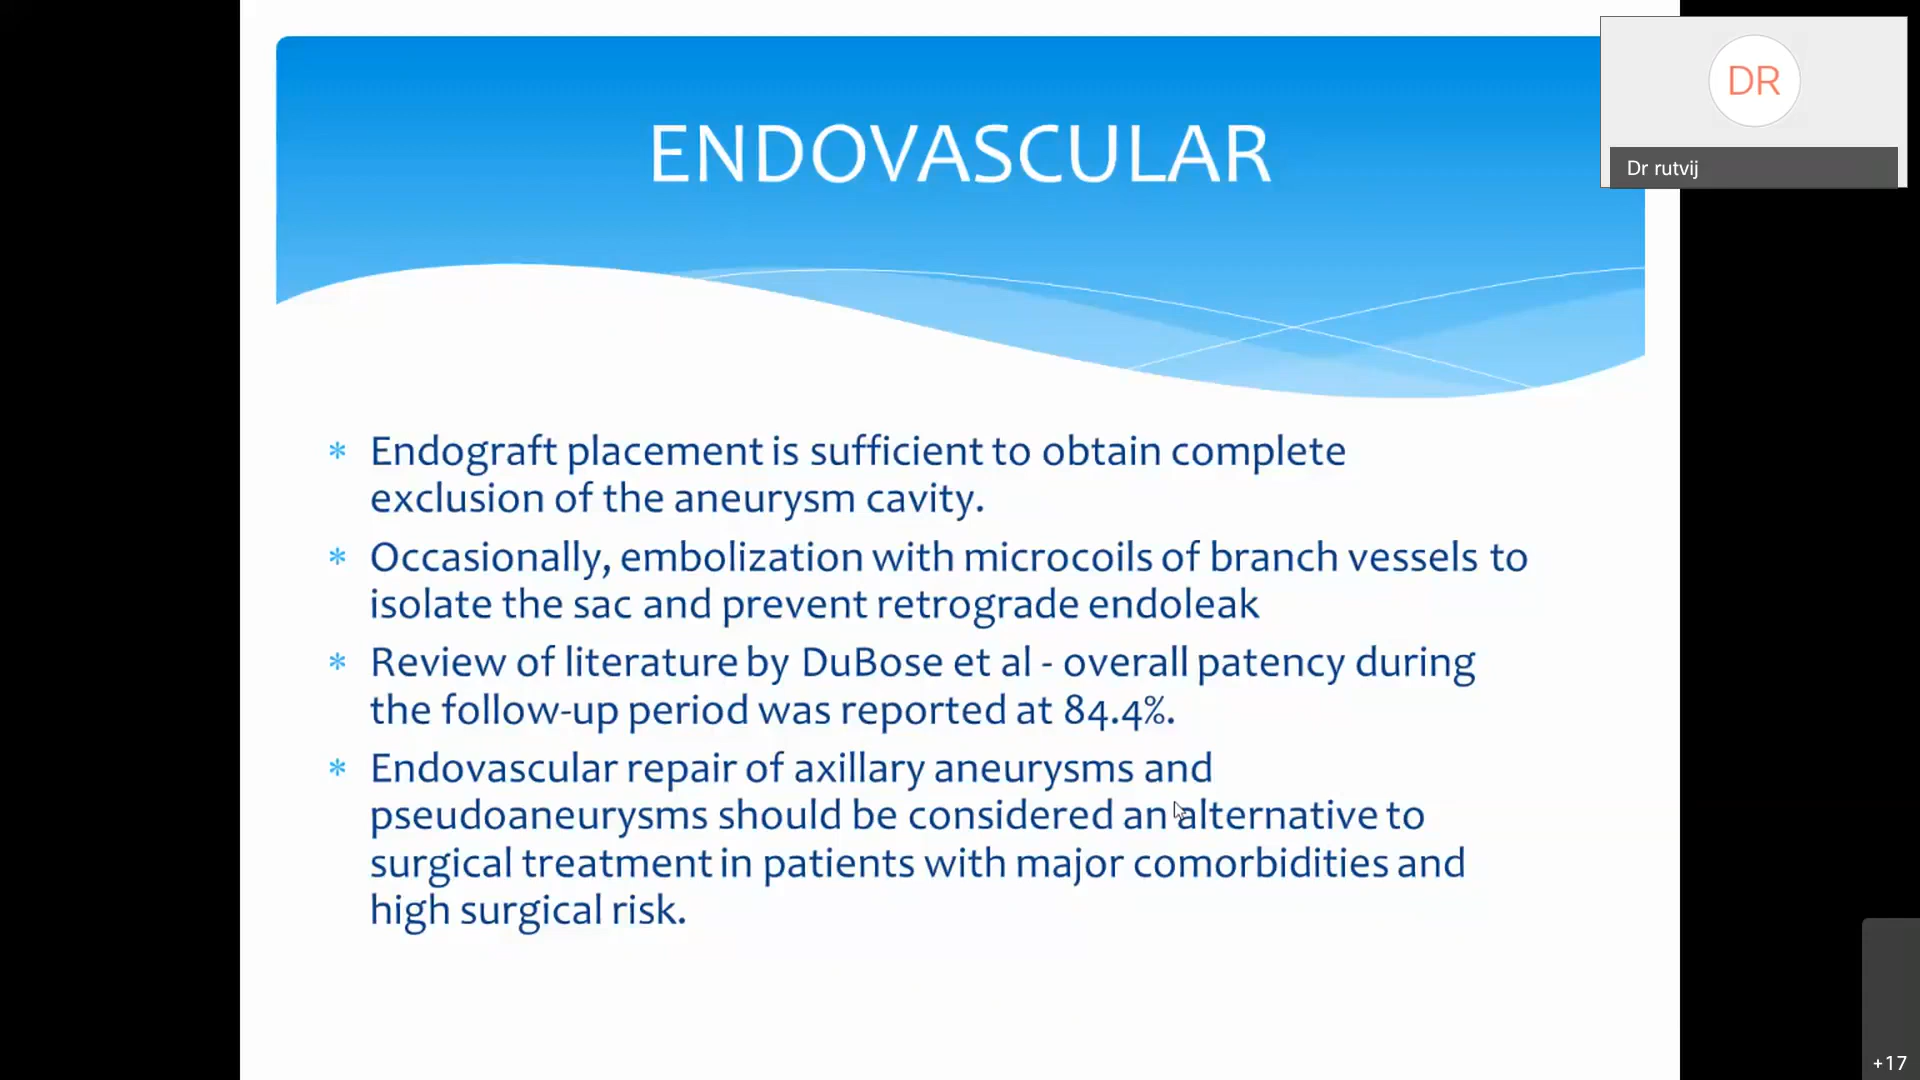 ENDOVASCULAR
DR
Dr rutvij
* Endograft placement is sufficient to obtain complete
exclusion of the aneurysm cavity.
* Occasionally, embolization with microcoils of branch vessels to
isolate the sac and prevent retrograde endoleak
* Review of literature by DuBose et al - overall patency during
the follow-up period was reported at 84.4%.
* Endovascular repair of axillary aneurysms and
pseudoaneurysms should be considered an alternative to
surgical treatment in patients with major comorbidities and
high surgical risk.
+17